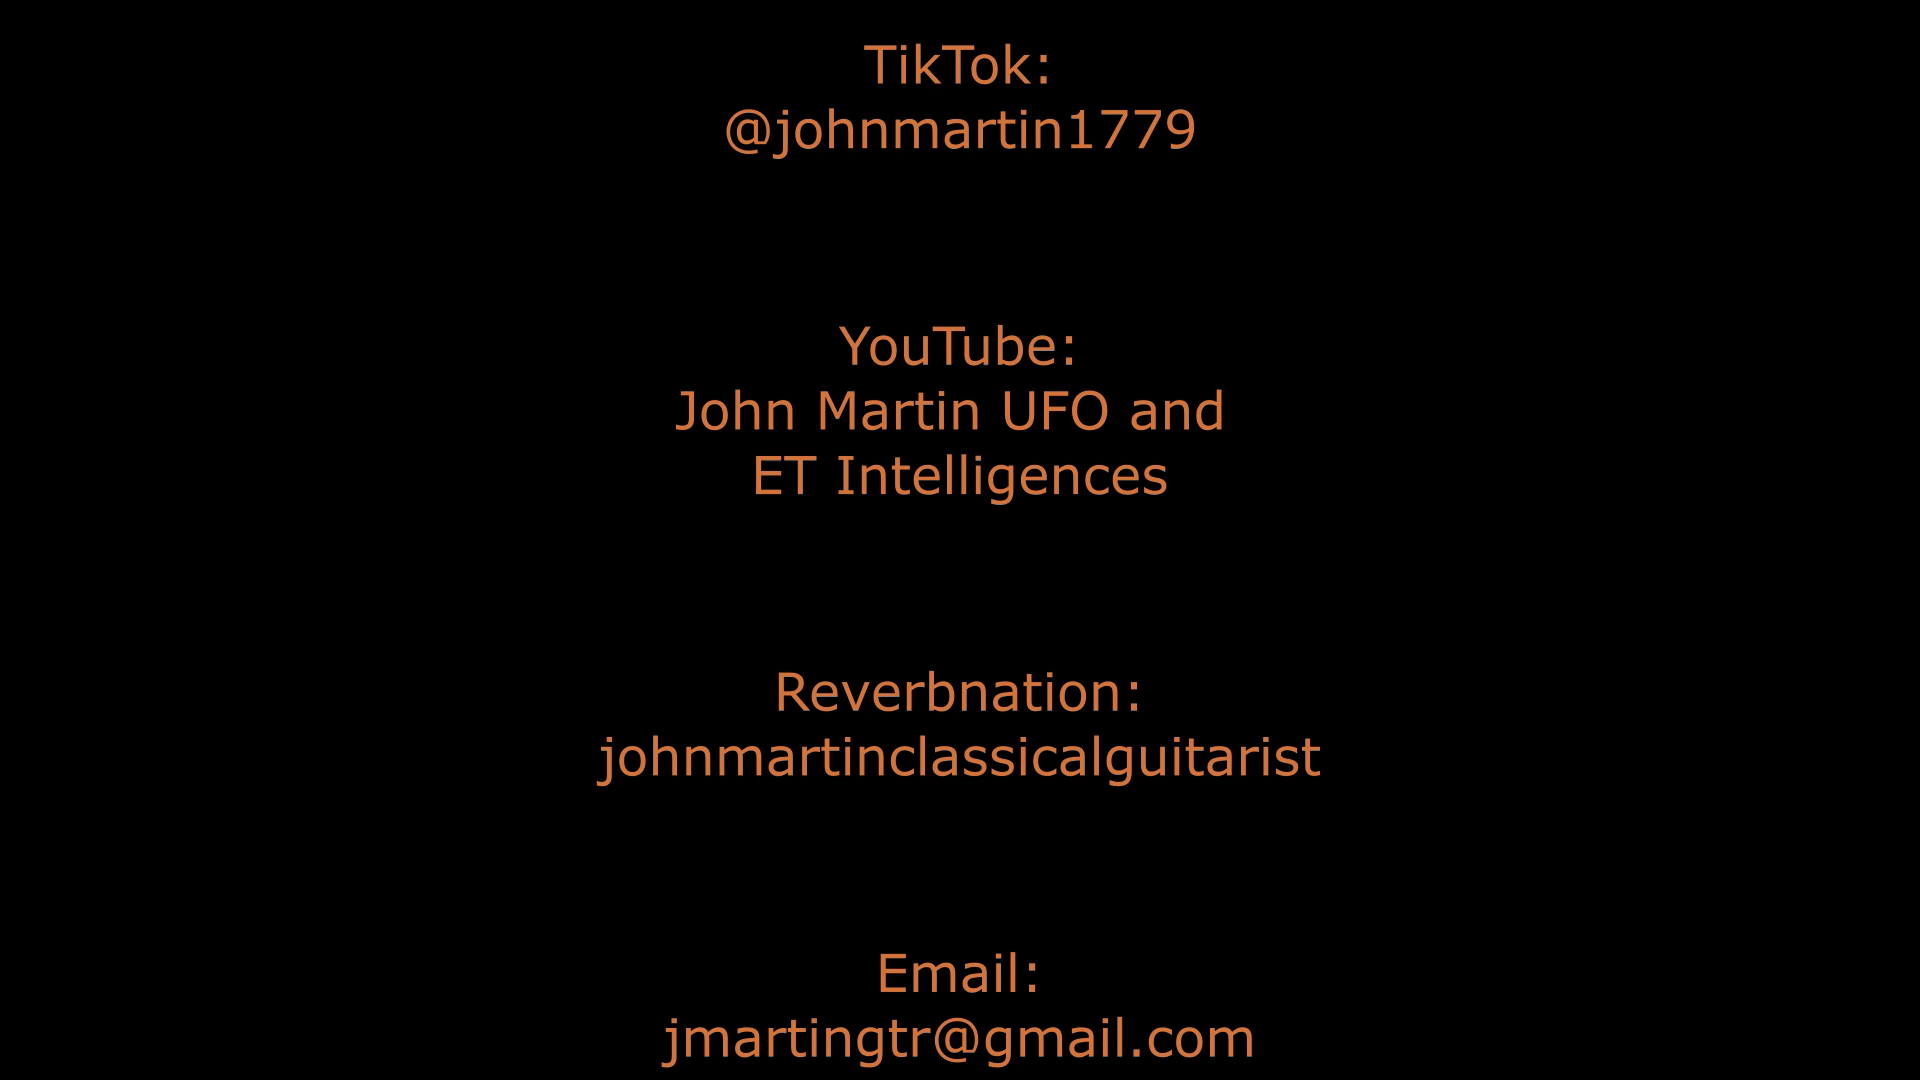 TikTok:
@johnmartin1779
YouTube:
John Martin UFO and
ET Intelligences
Reverbnation:
johnmartinclassicalguitarist
Email:
jmartingtr@gmail.com